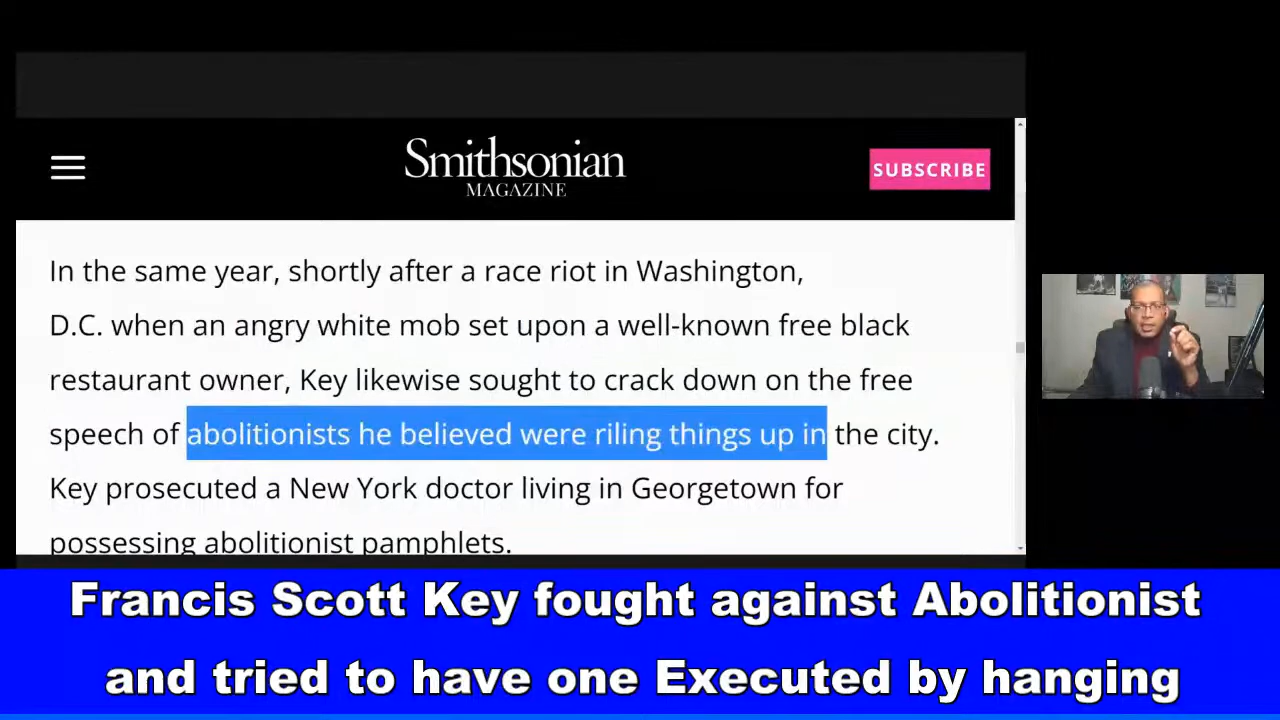 Smithsonian
MAGAZINE
SUBSCRIBE
In the same year, shortly after a race riot in Washington,
D.C. when an angry white mob set upon a well-known free black
restaurant owner, Key likewise sought to crack down on the free
speech of abolitionists he believed were riling things up in the city.
Key prosecuted a New York doctor living in Georgetown for
possessing abolitionist pamphlets.
Francis Scott Key fought against Abolitionist
and tried to have one Executed by hanging